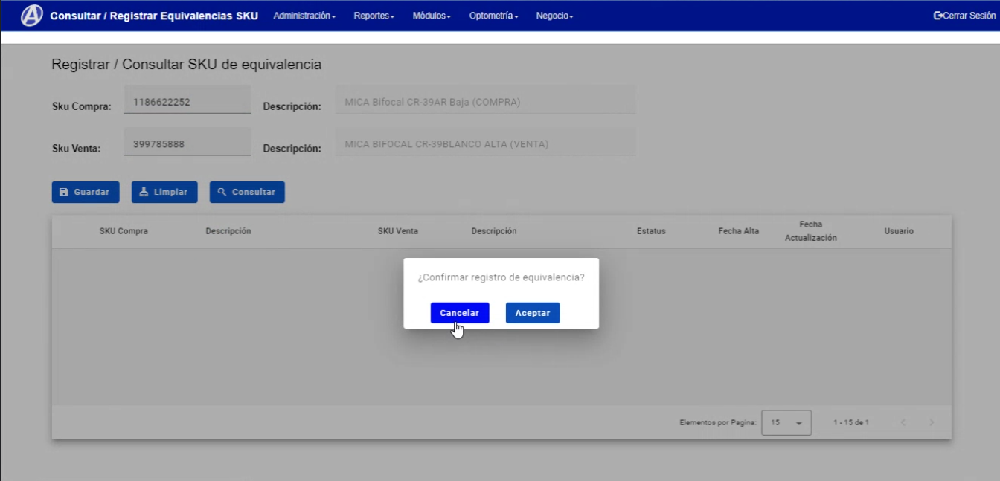 Consultar / Registrar Equivalencias SKU Administración Reportes Módulos Optometría Negocio Cerrar Sesión
Registrar / Consultar SKU de equivalencia
Sku Compra: 1186622252 Descripción: MICA Bifocal CR-39AR Baja (COMPRA)
Sku Venta: 399785888 Descripción: MICA BIFOCAL CR-39BLANCO ALTA (VENTA)
Guardar Limpiar Consultar
SKU Compra Descripción SKU Venta Descripción Estatus Fecha Alta Fecha Actualización Usuario
¿Confirmar registro de equivalencia?
Cancelar Aceptar
Elementos por Pagina: 15 1 - 15 de 1